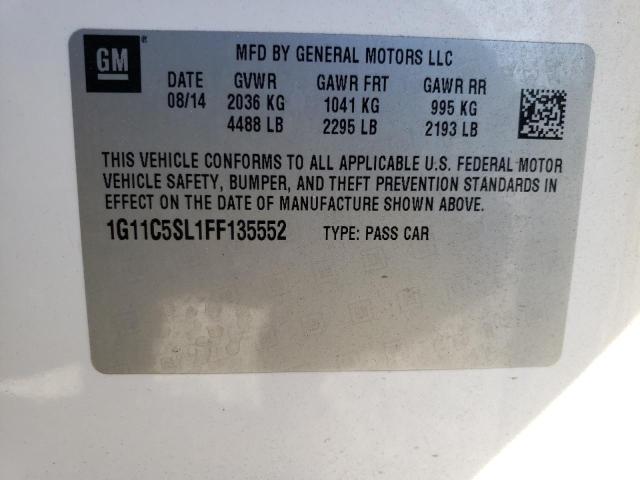 GM® MFD BY GENERAL MOTORS LLC
DATE GVWR GAWR FRT GAWR RR
08/14 2036 KG 1041 KG 995 KG
4488 LB 2295 LB 2193 LB
THIS VEHICLE CONFORMS TO ALL APPLICABLE U.S. FEDERAL MOTOR
VEHICLE SAFETY, BUMPER, AND THEFT PREVENTION STANDARDS IN
EFFECT ON THE DATE OF MANUFACTURE SHOWN ABOVE.
1G11C5SL1FF135552 TYPE: PASS CAR